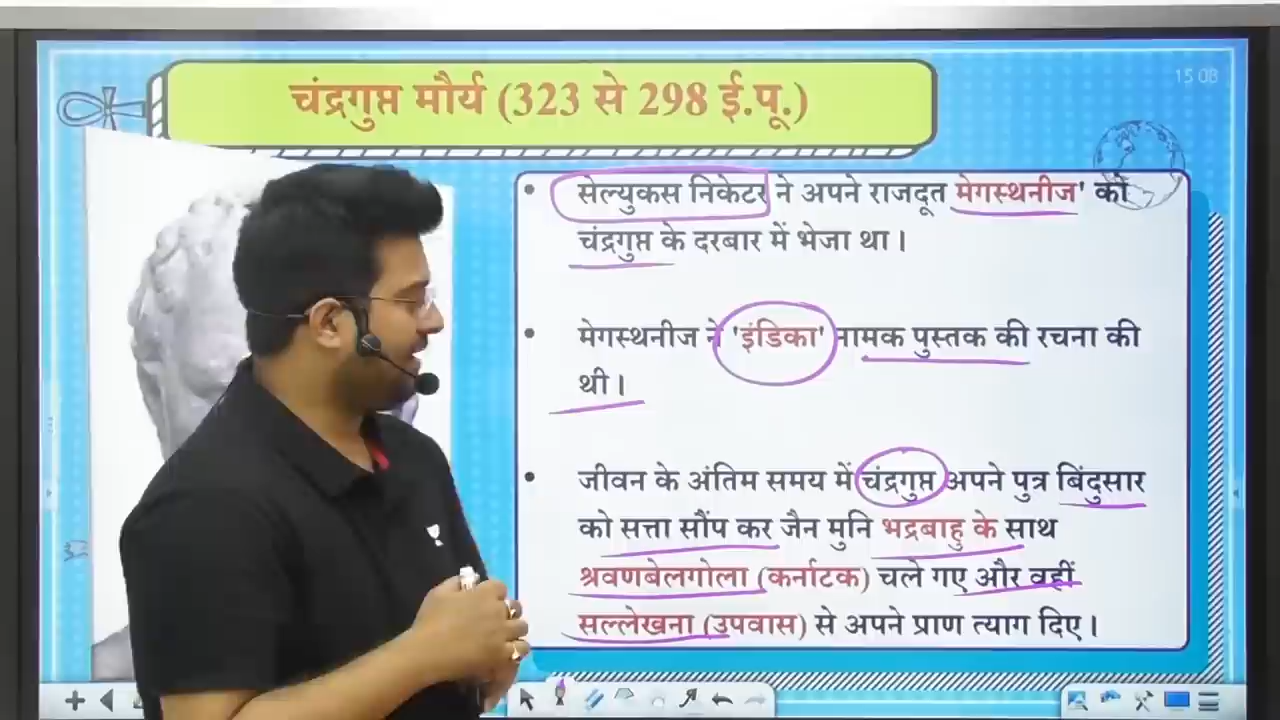 15 03
चंद्रगुप्त मौर्य (323 से 298 ई.पू.)
• सेल्युकस निकेटर ने अपने राजदूत मेगस्थनीज' को
चंद्रगुप्त के दरबार में भेजा था।
• मेगस्थनीज ने 'इंडिका' नामक पुस्तक की रचना की
थी।
• जीवन के अंतिम समय में चंद्रगुप्त अपने पुत्र बिंदुसार
को सत्ता सौंप कर जैन मुनि भद्रबाहु के साथ
श्रवणबेलगोला (कर्नाटक) चले गए और वहीं
सल्लेखना (उपवास) से अपने प्राण त्याग दिए।